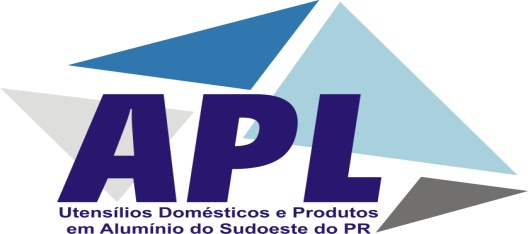 APL
Utensílios Domésticos e Produtos
em Alumínio do Sudoeste do PR